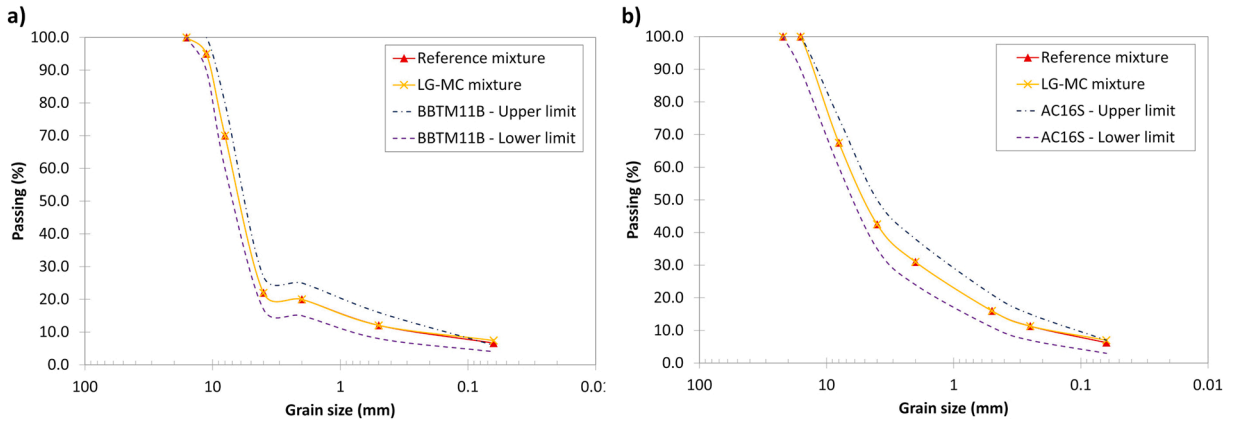 a)
100.0
90.0
80.0
70.0
60.0
50.0
40.0
30.0
20.0
10.0
0.0
Passing (%)
100
10
1
0.1
0.01
Grain size (mm)
Reference mixture
LG-MC mixture
BBTM11B - Upper limit
BBTM11B - Lower limit
b)
100.0
90.0
80.0
70.0
60.0
50.0
40.0
30.0
20.0
10.0
0.0
Passing (%)
100
10
1
0.1
0.01
Grain size (mm)
Reference mixture
LG-MC mixture
AC16S - Upper limit
AC16S - Lower limit